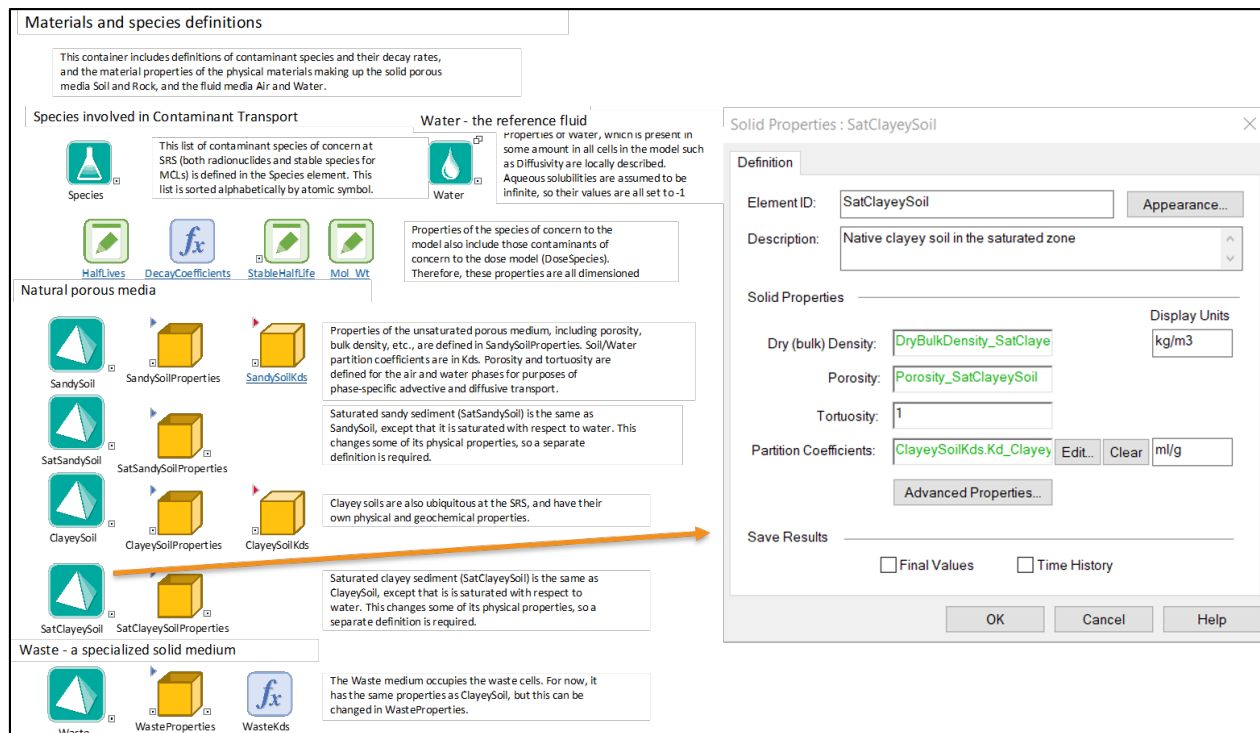 Materials and species definitions
This container includes definitions of contaminant species and their decay rates,
and the material properties of the physical materials making up the solid porous
media Soil and Rock, and the fluid media Air and Water.
Species involved in Contaminant Transport
Species
This list of contaminant species of concern at
SRS (both radionuclides and stable species for
MCLs) is defined in the Species element. This
list is sorted alphabetically by atomic symbol.
Water - the reference fluid
Water
Properties of Water, which is present in
some amount in all cells in the model such
as Diffusivity are locally described.
Aqueous solubilities are assumed to be
infinite, so their values are all set to -1
HalfLives
DecayCoefficients
StableHalfLife
Mol_Wt
Properties of the species of concern to the
model also include those contaminants of
concern to the dose model (DoseSpecies).
Therefore, these properties are all dimensioned
Natural porous media
SandySoil
SandySoilProperties
SandySoilKds
Properties of the unsaturated porous medium, including porosity,
bulk density, etc., are defined in SandySoilProperties. Soil/Water
partition coefficients are in Kds. Porosity and tortuosity are
defined for the air and water phases for purposes of
phase-specific advective and diffusive transport.
SatSandySoil
SatSandySoilProperties
Saturated sandy sediment (SatSandySoil) is the same as
SandySoil, except that it is saturated with respect to water. This
changes some of its physical properties, so a separate
definition is required.
ClayeySoil
ClayeySoilProperties
ClayeySoilKds
Clayey soils are also ubiquitous at the SRS, and have their
own physical and geochemical properties.
SatClayeySoil
SatClayeySoilProperties
Saturated clayey sediment (SatClayeySoil) is the same as
ClayeySoil, except that is is saturated with respect to
water. This changes some of its physical properties, so a
separate definition is required.
Waste - a specialized solid medium
Waste
WasteProperties
WasteKds
The Waste medium occupies the waste cells. For now, it
has the same properties as ClayeySoil, but this can be
changed in WasteProperties.
Solid Properties : SatClayeySoil
Definition
Element ID: SatClayeySoil Appearance...
Description: Native clayey soil in the saturated zone
Solid Properties
Display Units
Dry (bulk) Density: DryBulkDensity_SatClaye kg/m3
Porosity: Porosity_SatClayeySoil
Tortuosity: 1
Partition Coefficients: ClayeySoilKds.Kd_Clayey Edit... Clear ml/g
Advanced Properties...
Save Results
Final Values Time History
OK Cancel Help